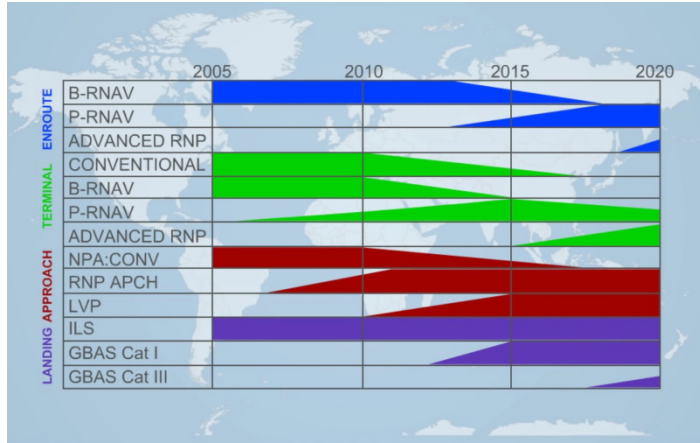 2005 2010 2015 2020
ENROUTE
B-RNAV
P-RNAV
ADVANCED RNP
TERMINAL
CONVENTIONAL
B-RNAV
P-RNAV
ADVANCED RNP
APPROACH
NPA:CONV
RNP APCH
LVP
LANDING
ILS
GBAS Cat I
GBAS Cat III